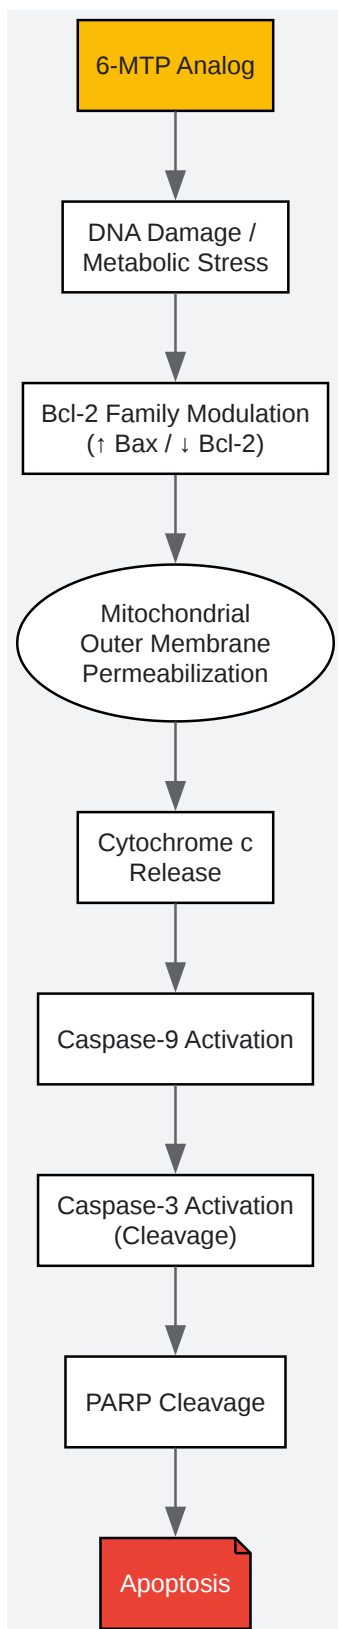 6-MTP Analog
DNA Damage /
Metabolic Stress
Bcl-2 Family Modulation
(↑ Bax / ↓ Bcl-2)
Mitochondrial
Outer Membrane
Permeabilization
Cytochrome c
Release
Caspase-9 Activation
Caspase-3 Activation
(Cleavage)
PARP Cleavage
Apoptosis